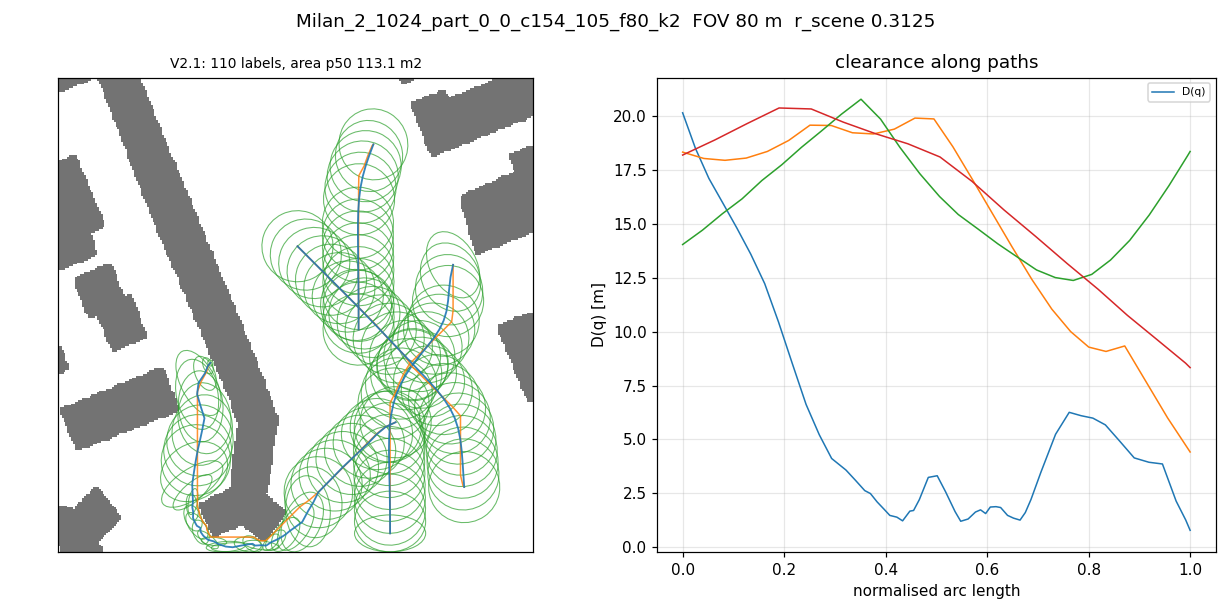 Milan_2_1024_part_0_0_c154_105_f80_k2  FOV 80 m  r_scene 0.3125
V2.1: 110 labels, area p50 113.1 m2
clearance along paths
D(q)
D(q) [m]
20.0
17.5
15.0
12.5
10.0
7.5
5.0
2.5
0.0
0.0 0.2 0.4 0.6 0.8 1.0
normalised arc length